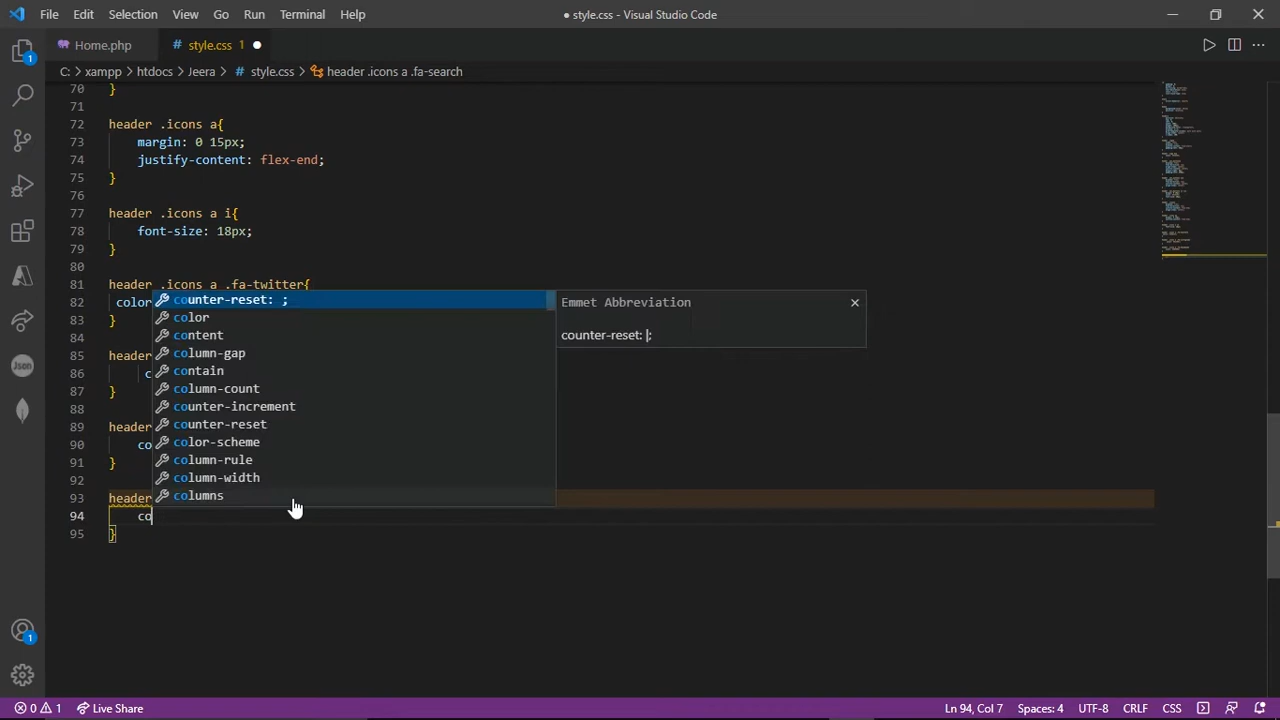 File Edit Selection View Go Run Terminal Help
● style.css - Visual Studio Code
Home.php
# style.css 1 ●
C: > xampp > htdocs > Jeera > # style.css > header .icons a .fa-search
70 }
71
72 header .icons a{
73 margin: 0 15px;
74 justify-content: flex-end;
75 }
76
77 header .icons a i{
78 font-size: 18px;
79 }
80
81 header .icons a .fa-twitter{
82 color
83 }
84
85 header
86 c
87 }
88
89 header
90 co
91 }
92
93 header
94 co
95 }
counter-reset: ;
color
content
column-gap
contain
column-count
counter-increment
counter-reset
color-scheme
column-rule
column-width
columns
Emmet Abbreviation
counter-reset: |;
1
1
Json
0 1
Live Share
Ln 94, Col 7
Spaces: 4
UTF-8
CRLF
CSS